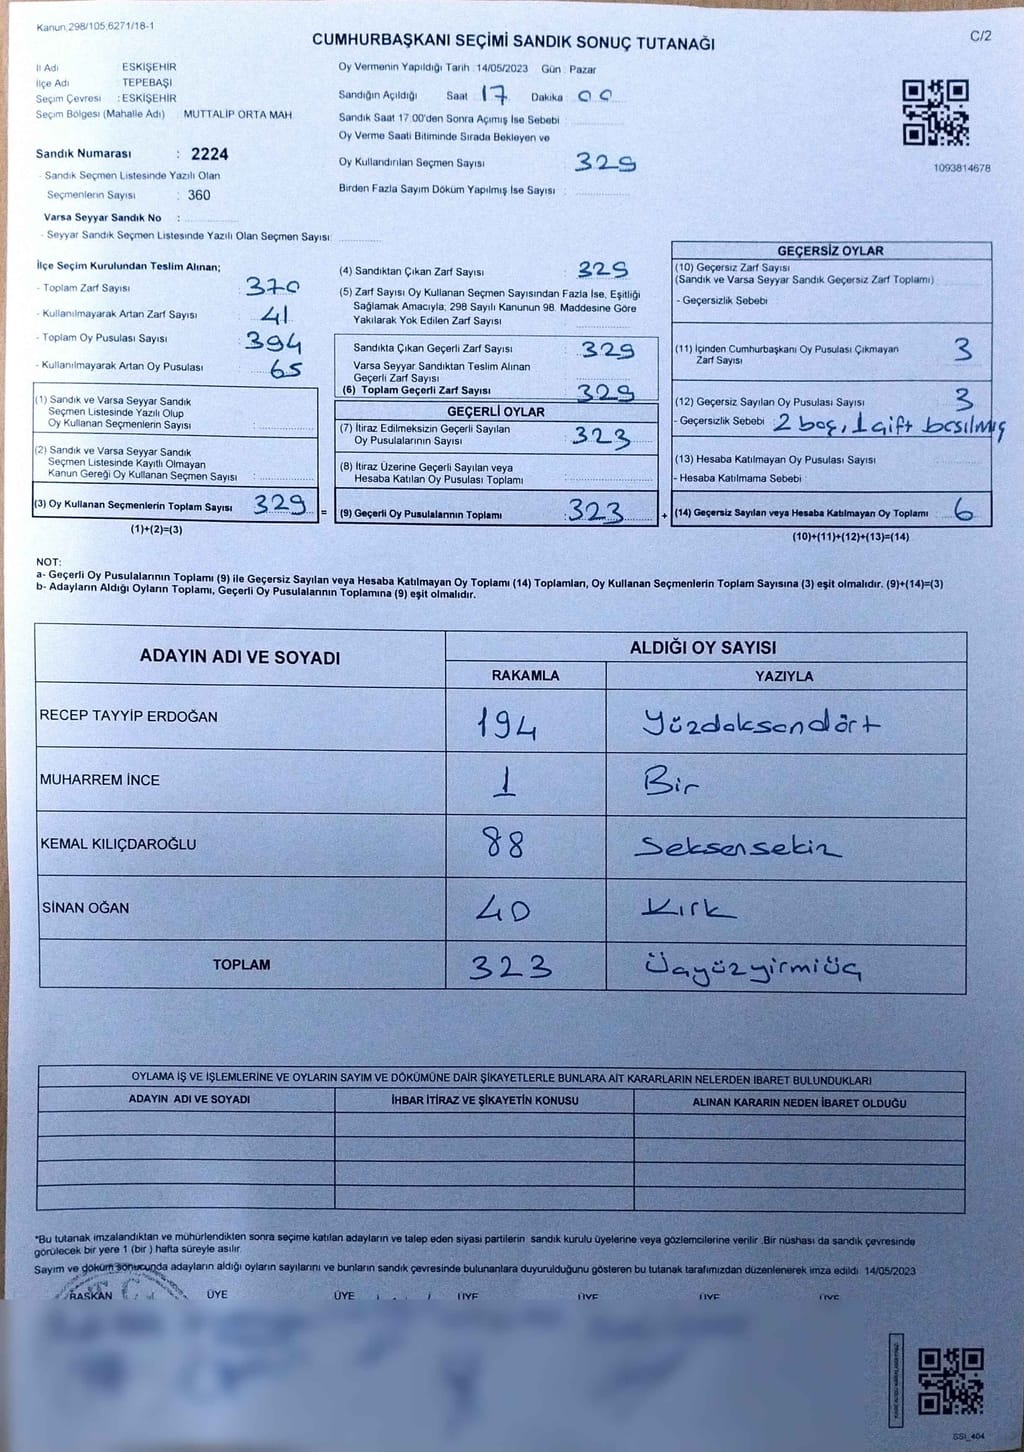 Kanun 298/105,6271/18-1
CUMHURBAŞKANI SEÇİMİ SANDIK SONUÇ TUTANAĞI
C/2
İl Adı ESKİŞEHİR
İlçe Adı TEPEBAŞI
Seçim Çevresi : ESKİŞEHİR
Seçim Bölgesi (Mahalle Adı) MUTTALIP ORTA MAH
Oy Vermenin Yapıldığı Tarih 14/05/2023 Gün Pazar
Sandığın Açıldığı Saat 17 Dakika 00
Sandık Saat 17.00'den Sonra Açımış İse Sebebi
Oy Verme Saati Bitiminde Sırada Bekleyen ve
Oy Kullandırılan Seçmen Sayısı 329
Birden Fazla Sayım Döküm Yapılmış İse Sayısı
1093814678
Sandık Numarası : 2224
- Sandık Seçmen Listesinde Yazılı Olan
Seçmenlerin Sayısı : 360
Varsa Seyyar Sandık No :
- Seyyar Sandık Seçmen Listesinde Yazılı Olan Seçmen Sayısı
İlçe Seçim Kurulundan Teslim Alınan;
- Toplam Zarf Sayısı 370
- Kullanılmayarak Artan Zarf Sayısı 41
- Toplam Oy Pusulası Sayısı 394
- Kullanılmayarak Artan Oy Pusulası 65
(1) Sandık ve Varsa Seyyar Sandık
Seçmen Listesinde Yazılı Olup
Oy Kullanan Seçmenlerin Sayısı
(2) Sandık ve Varsa Seyyar Sandık
Seçmen Listesinde Kayıtlı Olmayan
Kanun Gereği Oy Kullanan Seçmen Sayısı
(3) Oy Kullanan Seçmenlerin Toplam Sayısı 329
(1)+(2)=(3)
=
(4) Sandıktan Çıkan Zarf Sayısı 329
(5) Zarf Sayısı Oy Kullanan Seçmen Sayısından Fazla İse, Eşitliği
Sağlamak Amacıyla; 298 Sayılı Kanunun 98. Maddesine Göre
Yakılarak Yok Edilen Zarf Sayısı
Sandıkta Çıkan Geçerli Zarf Sayısı 329
Varsa Seyyar Sandıktan Teslim Alınan
Geçerli Zarf Sayısı
(6) Toplam Geçerli Zarf Sayısı 329
GEÇERLİ OYLAR
(7) İtiraz Edilmeksizin Geçerli Sayılan
Oy Pusulalarının Sayısı 323
(8) İtiraz Üzerine Geçerli Sayılan veya
Hesaba Katılan Oy Pusulası Toplamı
(9) Geçerli Oy Pusulalarının Toplamı 323
+
GEÇERSİZ OYLAR
(10) Geçersiz Zarf Sayısı
(Sandık ve Varsa Seyyar Sandık Geçersiz Zarf Toplamı)
- Geçersizlik Sebebi
(11) İçinden Cumhurbaşkanı Oy Pusulası Çıkmayan
Zarf Sayısı 3
(12) Geçersiz Sayılan Oy Pusulası Sayısı 3
- Geçersizlik Sebebi 2 boş, 1 çift basılmış
(13) Hesaba Katılmayan Oy Pusulası Sayısı
- Hesaba Katılmama Sebebi
(14) Geçersiz Sayılan veya Hesaba Katılmayan Oy Toplamı 6
(10)+(11)+(12)+(13)=(14)
NOT:
a- Geçerli Oy Pusulalarının Toplamı (9) ile Geçersiz Sayılan veya Hesaba Katılmayan Oy Toplamı (14) Toplamları, Oy Kullanan Seçmenlerin Toplam Sayısına (3) eşit olmalıdır. (9)+(14)=(3)
b- Adayların Aldığı Oyların Toplamı, Geçerli Oy Pusulalarının Toplamına (9) eşit olmalıdır.
ADAYIN ADI VE SOYADI
ALDIĞI OY SAYISI
RAKAMLA YAZIYLA
RECEP TAYYİP ERDOĞAN 194 Yüzdoksandört
MUHARREM İNCE 1 Bir
KEMAL KILIÇDAROĞLU 88 Seksensekiz
SİNAN OĞAN 40 Kırk
TOPLAM 323 Üçyüzyirmiüç
OYLAMA İŞ VE İŞLEMLERİNE VE OYLARIN SAYIM VE DÖKÜMÜNE DAİR ŞİKAYETLERLE BUNLARA AİT KARARLARIN NELERDEN İBARET BULUNDUKLARI
ADAYIN ADI VE SOYADI İHBAR İTİRAZ VE ŞİKAYETİN KONUSU ALINAN KARARIN NEDEN İBARET OLDUĞU
*Bu tutanak imzalandıktan ve mühürlendikten sonra seçime katılan adayların ve talep eden siyasi partilerin sandık kurulu üyelerine veya gözlemcilerine verilir .Bir nüshası da sandık çevresinde
görülecek bir yere 1 (bir ) hafta süreyle asılır.
Sayım ve döküm sonucunda adayların aldığı oyların sayılarını ve bunların sandık çevresinde bulunanlara duyurulduğunu gösteren bu tutanak tarafımızdan düzenlenerek imza edildi 14/05/2023
BAŞKAN ÜYE ÜYE ÜYE ÜYE ÜYE ÜYE
SSI_404